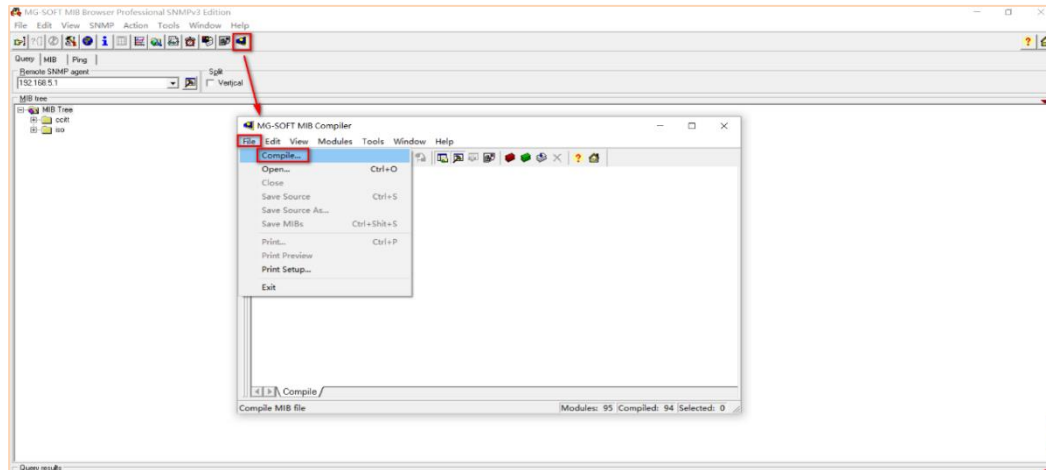 MG-SOFT MIB Browser Professional SNMPv3 Edition
File Edit View SNMP Action Tools Window Help
Query MIB Ping
Remote SNMP agent
Split
192.168.5.1
Vertical
MIB tree
MIB Tree
ccitt
iso
MG-SOFT MIB Compiler
File Edit View Modules Tools Window Help
Compile...
Open... Ctrl+O
Close
Save Source Ctrl+S
Save Source As...
Save MIBs Ctrl+Shit+S
Print... Ctrl+P
Print Preview
Print Setup...
Exit
Compile
Compile MIB file
Modules: 95 Compiled: 94 Selected: 0
Query results